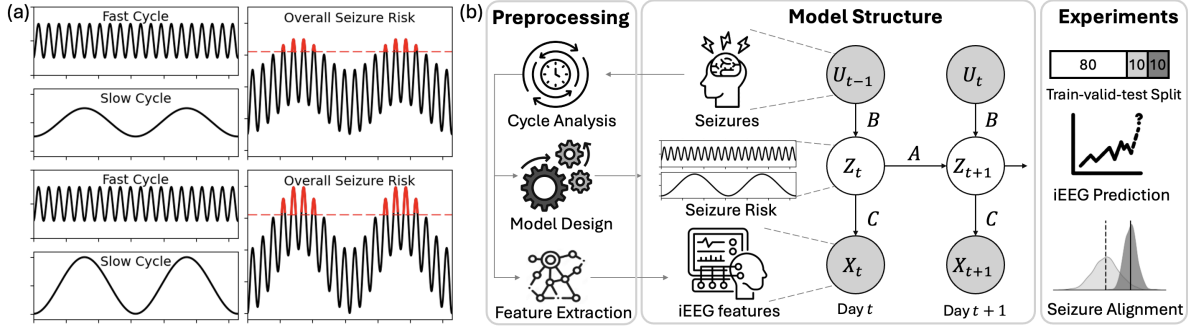 (a)
Fast Cycle
Overall Seizure Risk
Slow Cycle
Fast Cycle
Overall Seizure Risk
Slow Cycle
(b)
Preprocessing
Cycle Analysis
Model Design
Feature Extraction
Model Structure
Seizures
Seizure Risk
iEEG features
U_{t-1}
U_t
B
B
Z_t
A
Z_{t+1}
C
C
X_t
X_{t+1}
Day t
Day t + 1
Experiments
80 10 10
Train-valid-test Split
?
iEEG Prediction
Seizure Alignment